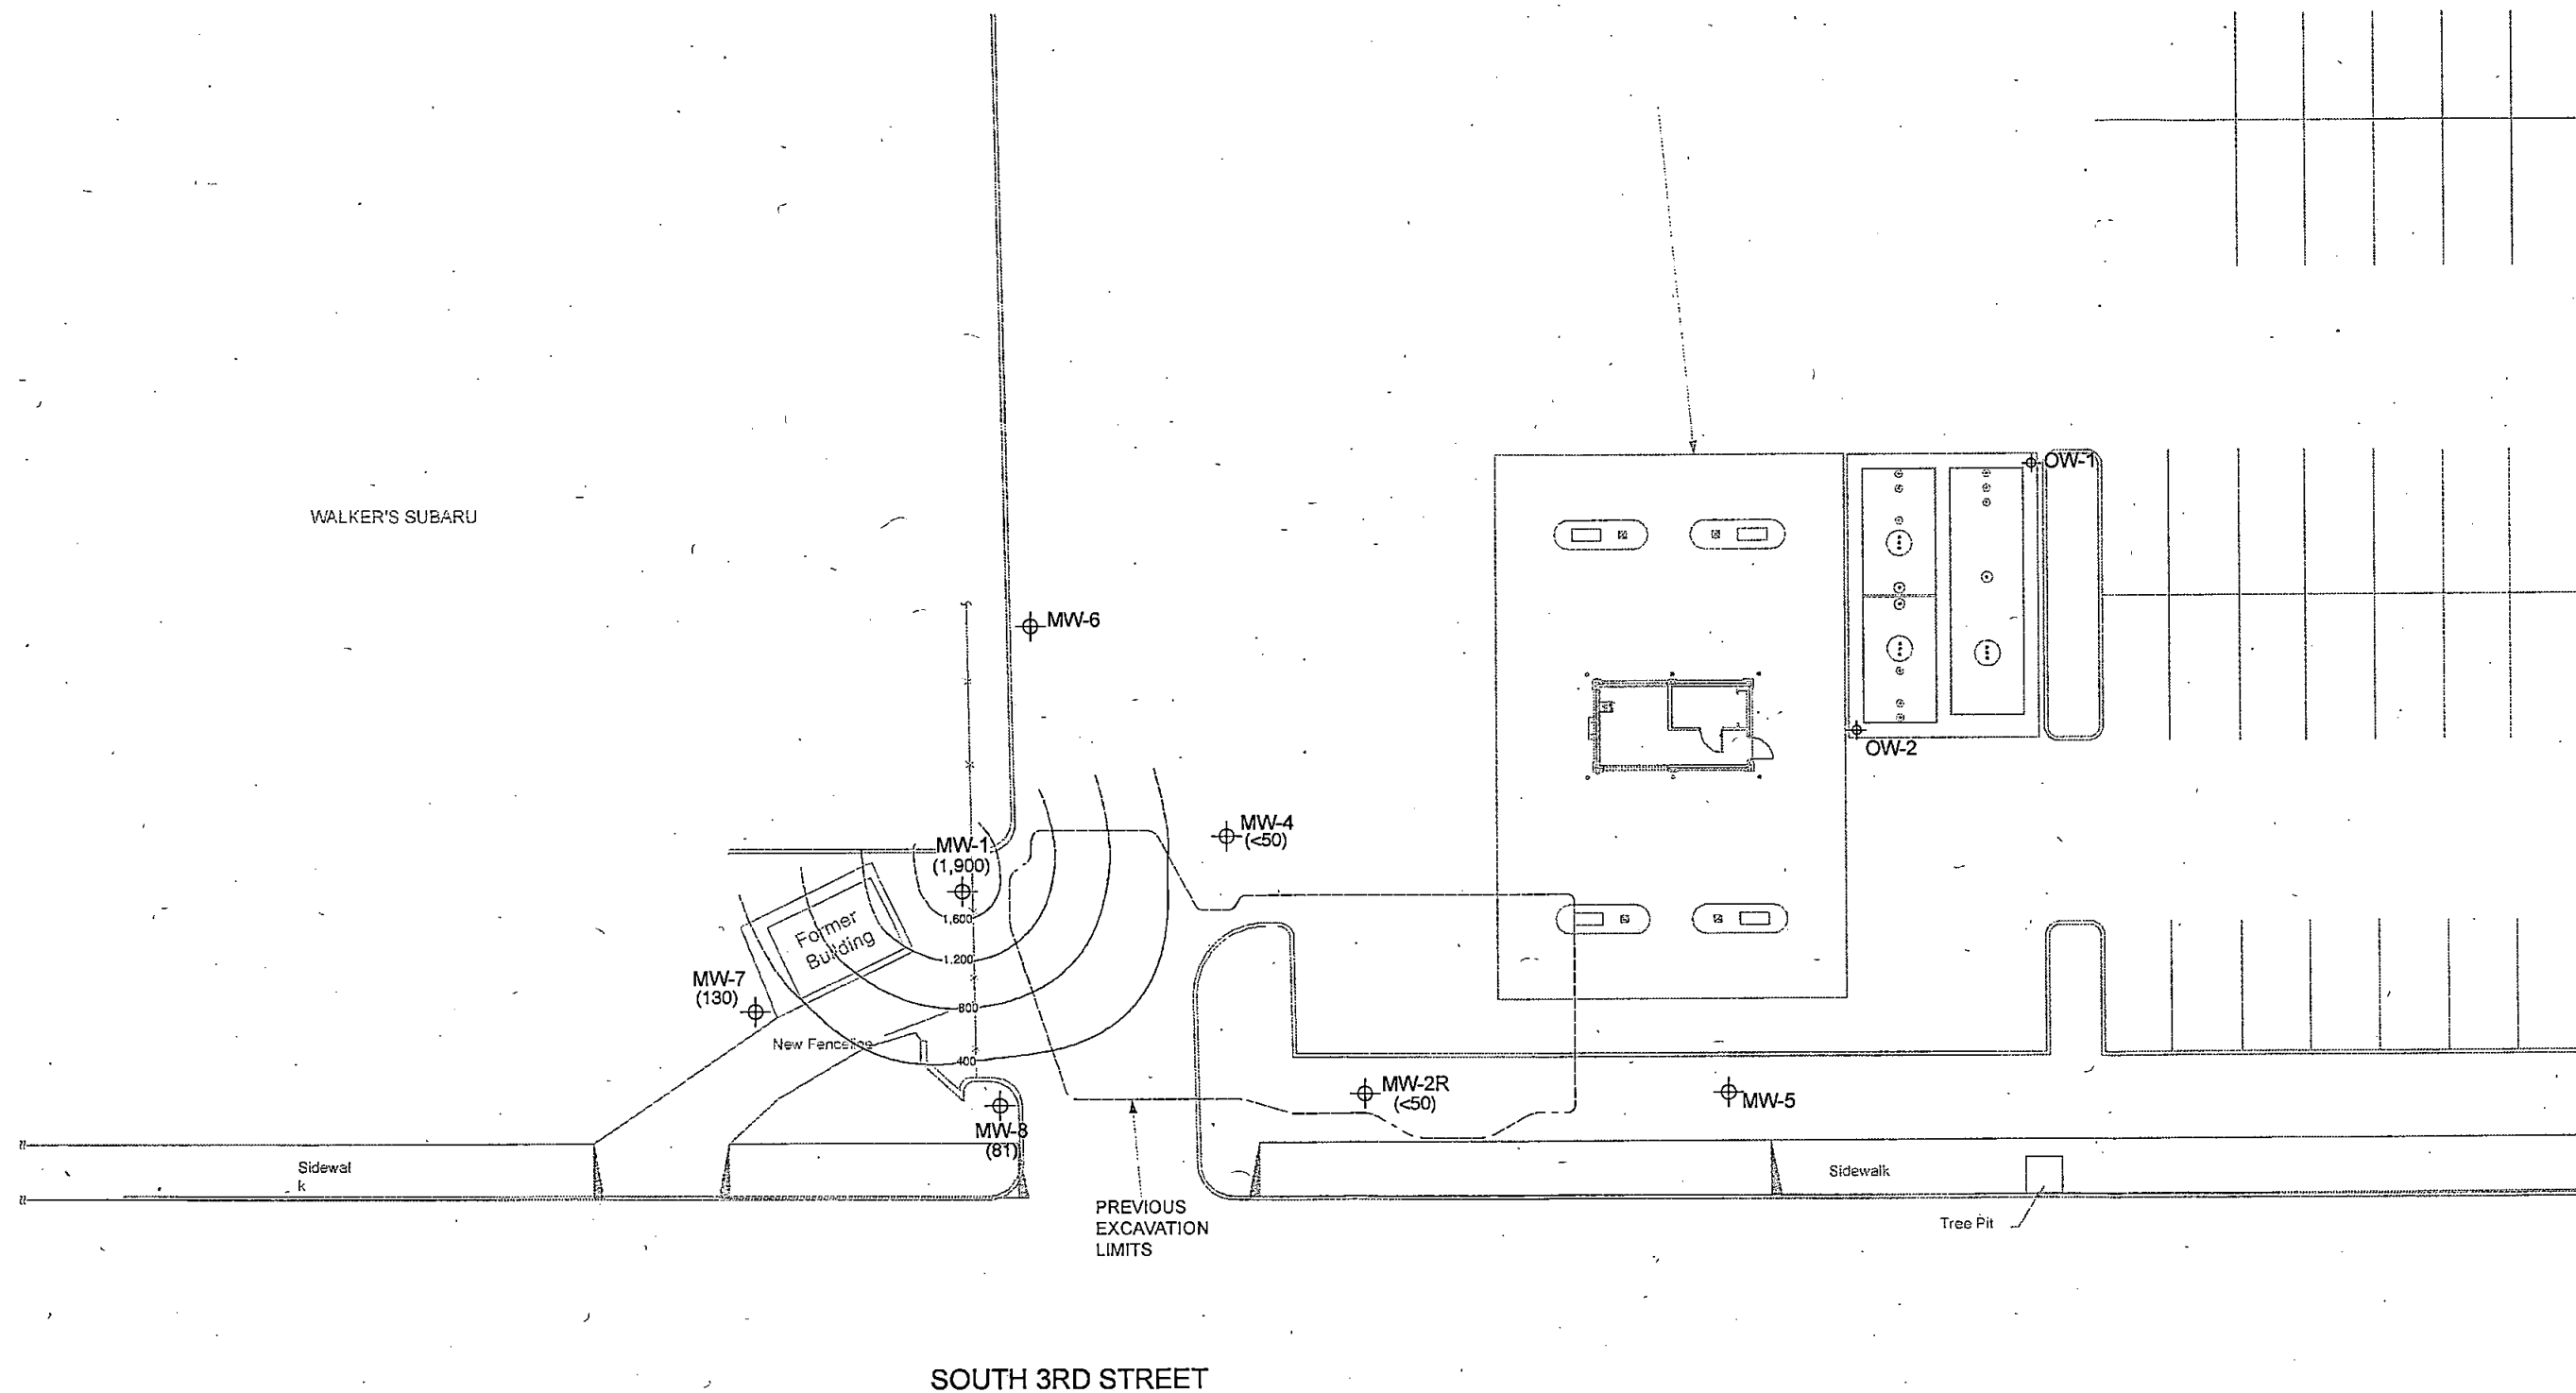 OW-1
WALKER'S SUBARU
MW-6
OW-2
MW-4
(<50)
MW-1
(1,900)
1,600
Former
Building
1,200
MW-7
(130)
800
New Fenceline
400
MW-2R
(<50)
MW-5
MW-8
(81)
Sidewal
k
Sidewalk
PREVIOUS
EXCAVATION
LIMITS
Tree Pit
SOUTH 3RD STREET